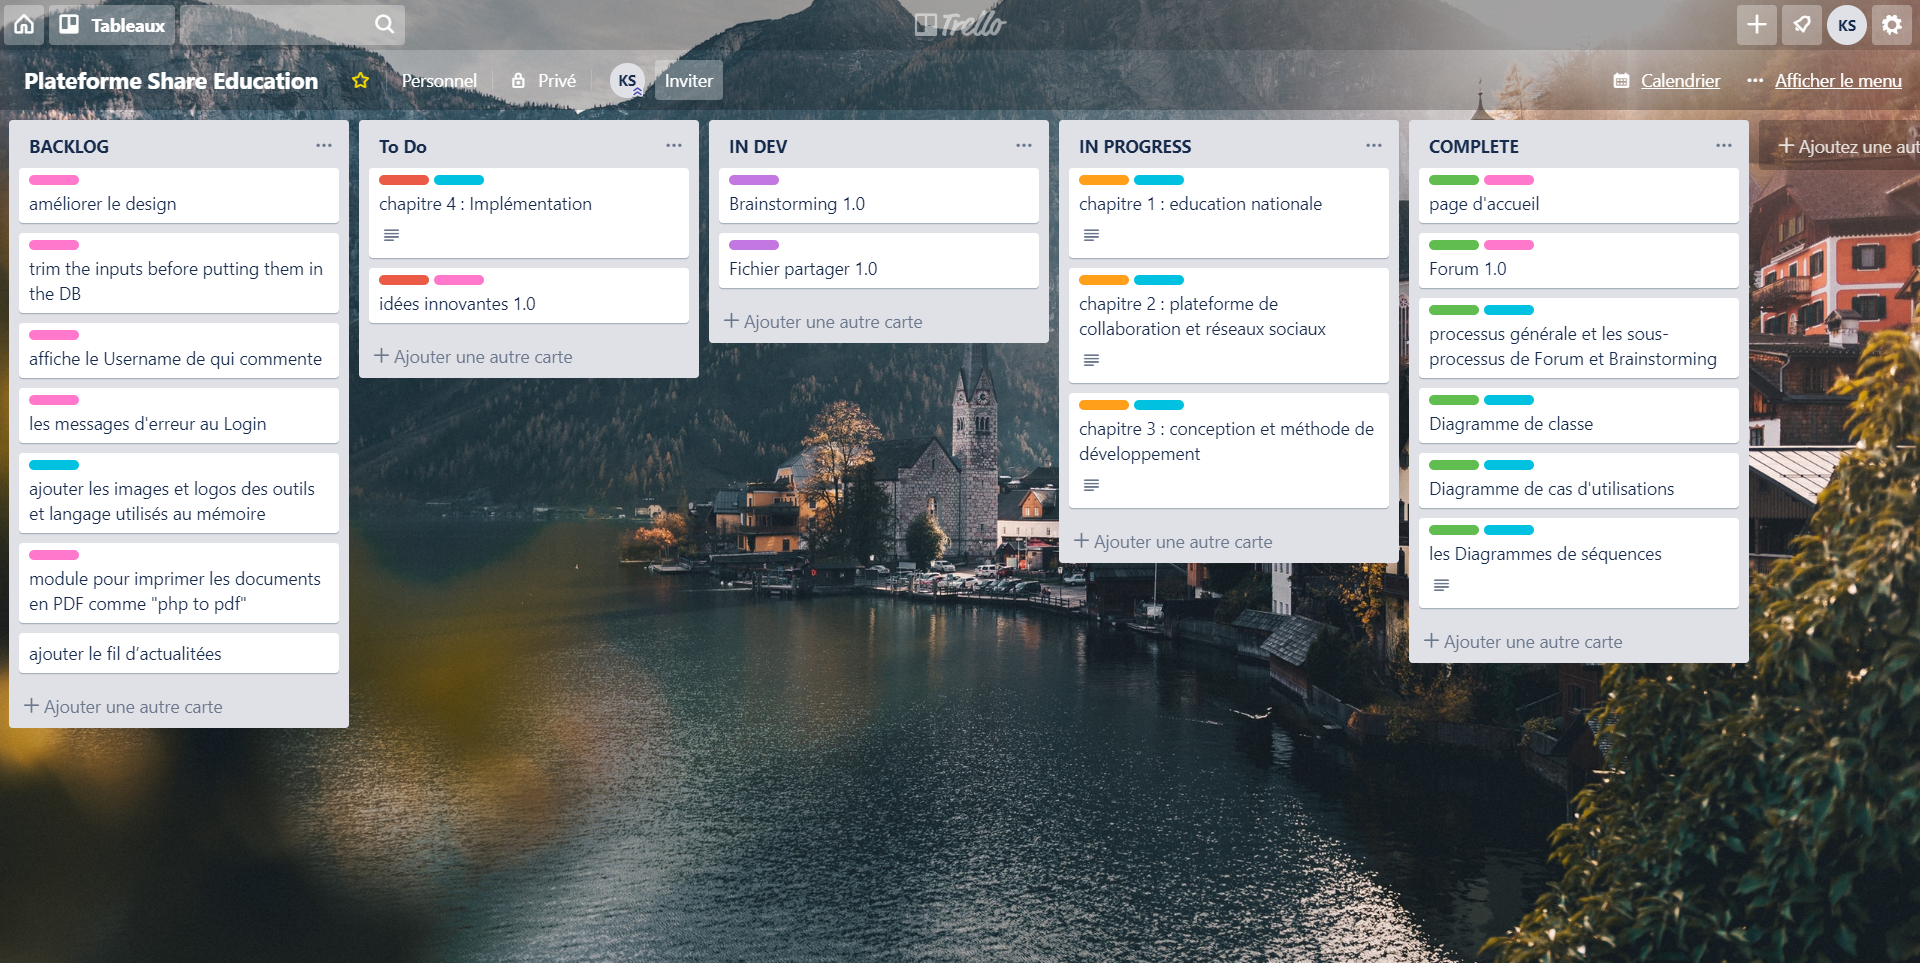 Tableaux
Trello
KS
Plateforme Share Education
Personnel
Privé
KS
Inviter
Calendrier
Afficher le menu
BACKLOG
améliorer le design
trim the inputs before putting them in
the DB
affiche le Username de qui commente
les messages d'erreur au Login
ajouter les images et logos des outils
et langage utilisés au mémoire
module pour imprimer les documents
en PDF comme "php to pdf"
ajouter le fil d’actualitées
Ajouter une autre carte
To Do
chapitre 4 : Implémentation
idées innovantes 1.0
Ajouter une autre carte
IN DEV
Brainstorming 1.0
Fichier partager 1.0
Ajouter une autre carte
IN PROGRESS
chapitre 1 : education nationale
chapitre 2 : plateforme de
collaboration et réseaux sociaux
chapitre 3 : conception et méthode de
développement
Ajouter une autre carte
COMPLETE
page d'accueil
Forum 1.0
processus générale et les sous-
processus de Forum et Brainstorming
Diagramme de classe
Diagramme de cas d'utilisations
les Diagrammes de séquences
Ajouter une autre carte
Ajoutez une aut